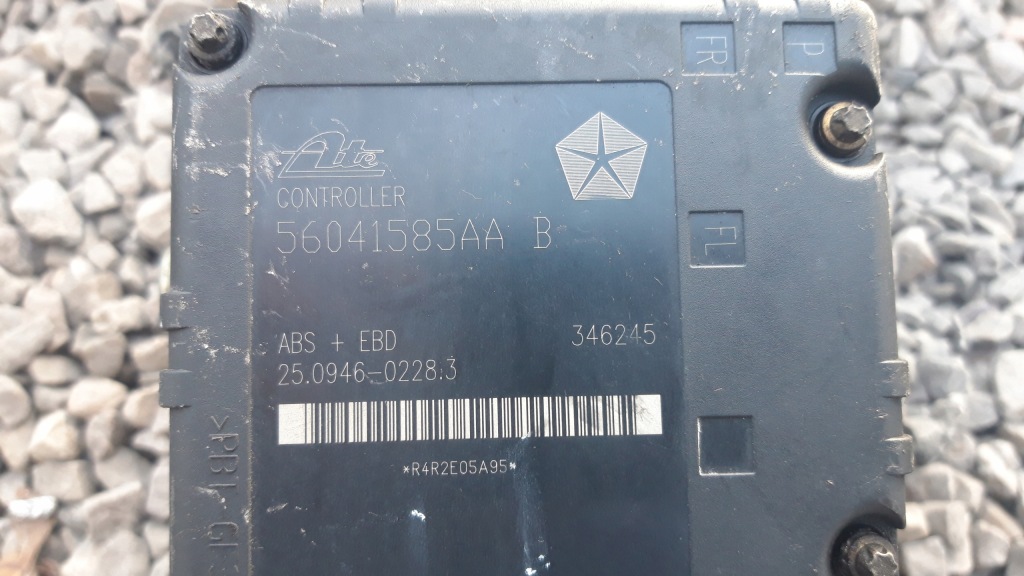 FR P
Ate
CONTROLLER
56041585AA B
FL
ABS + EBD 346245
25.0946-0228.3
*R4R2E05A95*